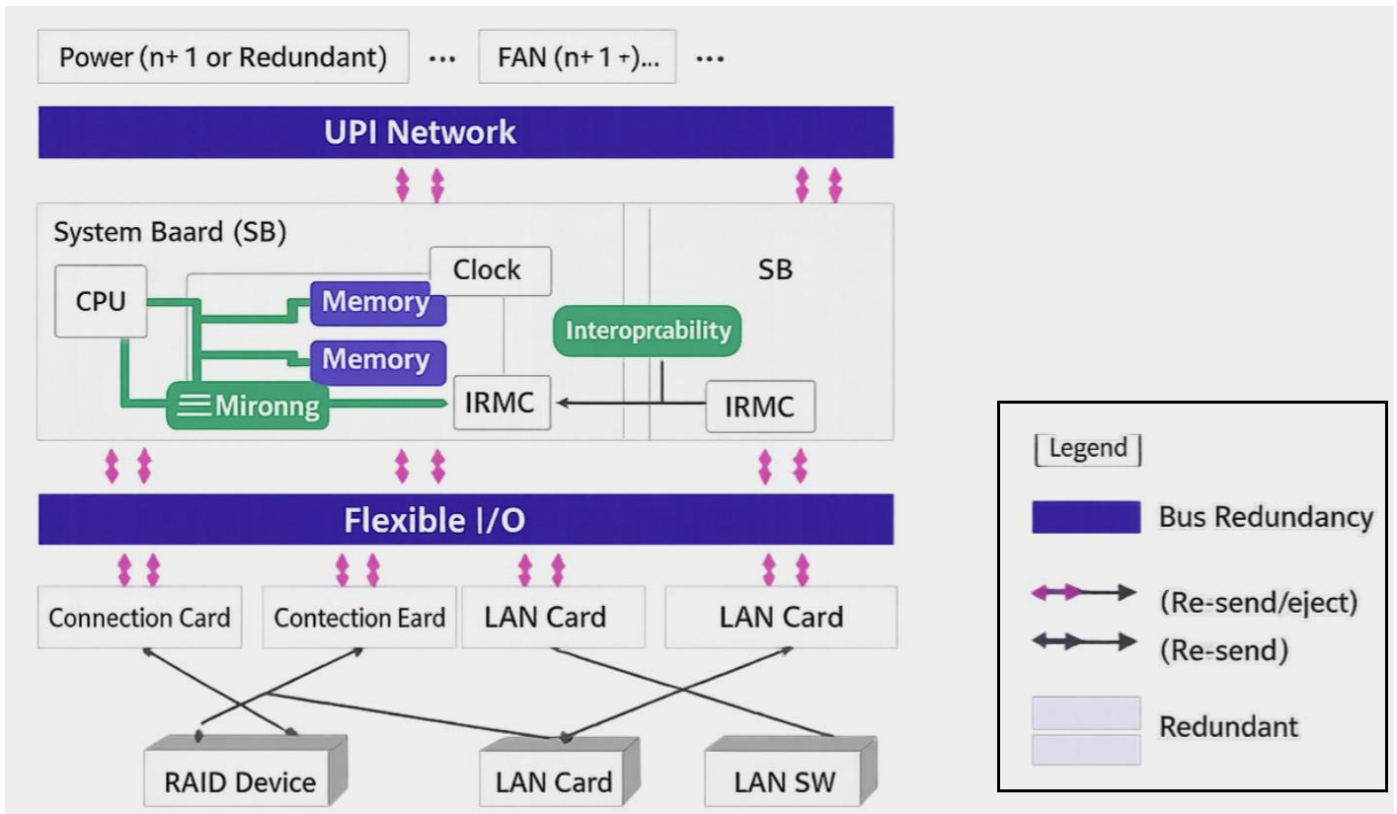 Power (n+ 1 or Redundant)
...
FAN (n+ 1 +)...
...
UPI Network
System Baard (SB)
Clock
SB
CPU
Memory
Interoprcability
Memory
Mironng
IRMC
IRMC
Flexible I/O
Connection Card
Contection Eard
LAN Card
LAN Card
RAID Device
LAN Card
LAN SW
[Legend]
Bus Redundancy
(Re-send/eject)
(Re-send)
Redundant